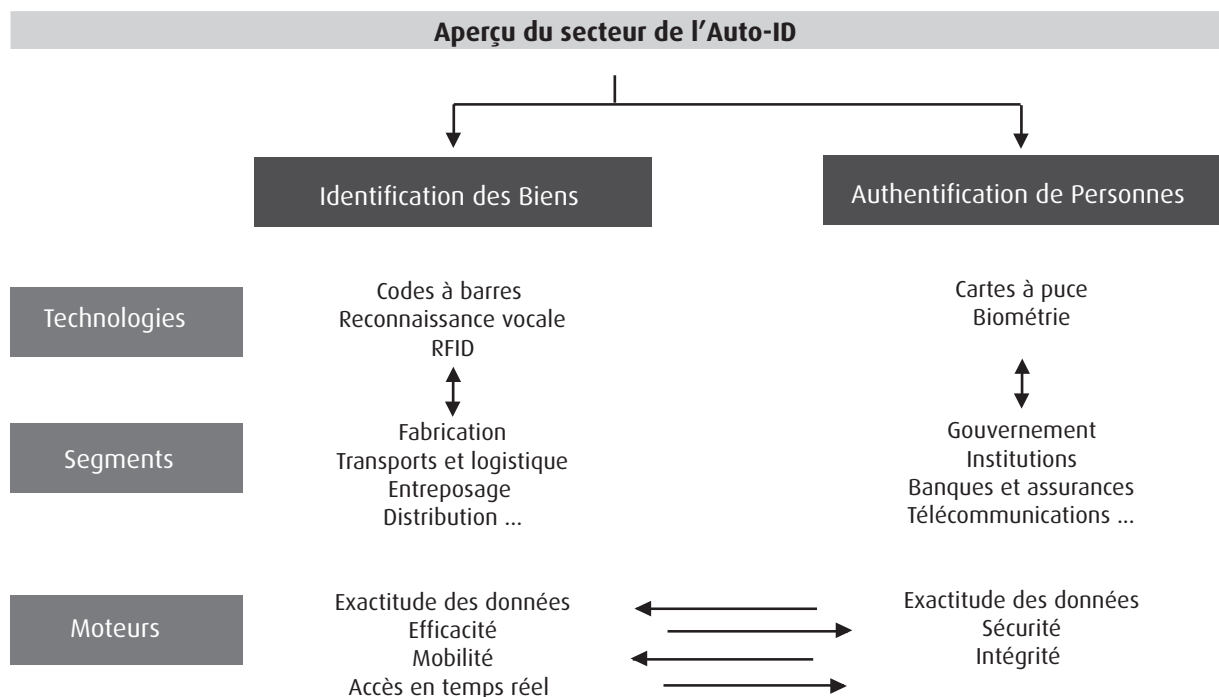 Aperçu du secteur de l'Auto-ID
Identification des Biens
Authentification de Personnes
Technologies
Codes à barres
Reconnaissance vocale
RFID
Cartes à puce
Biométrie
Segments
Fabrication
Transports et logistique
Entreposage
Distribution ...
Gouvernement
Institutions
Banques et assurances
Télécommunications ...
Moteurs
Exactitude des données
Efficacité
Mobilité
Accès en temps réel
Exactitude des données
Sécurité
Intégrité